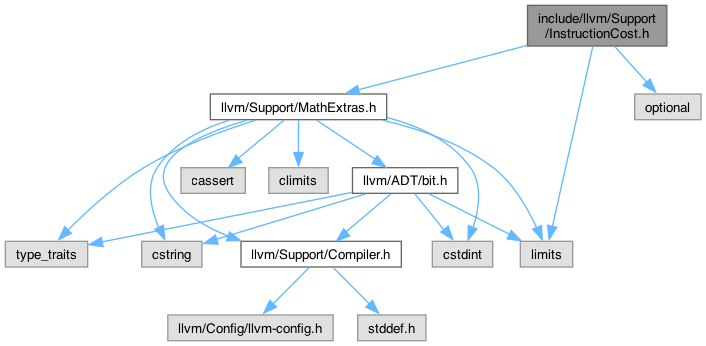 include/llvm/Support
/InstructionCost.h
llvm/Support/MathExtras.h
optional
cassert
climits
llvm/ADT/bit.h
type_traits
cstring
llvm/Support/Compiler.h
cstdint
limits
llvm/Config/llvm-config.h
stddef.h